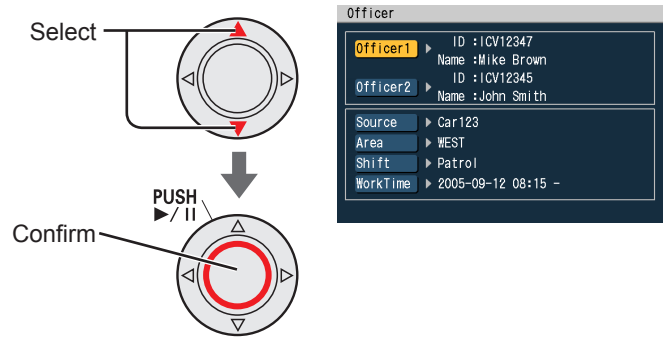 Select
PUSH
▶/II
Confirm
Officer
Officer1 ▶ ID :ICV12347
Name :Mike Brown
Officer2 ▶ ID :ICV12345
Name :John Smith
Source ▶ Car123
Area ▶ WEST
Shift ▶ Patrol
WorkTime ▶ 2005-09-12 08:15 -